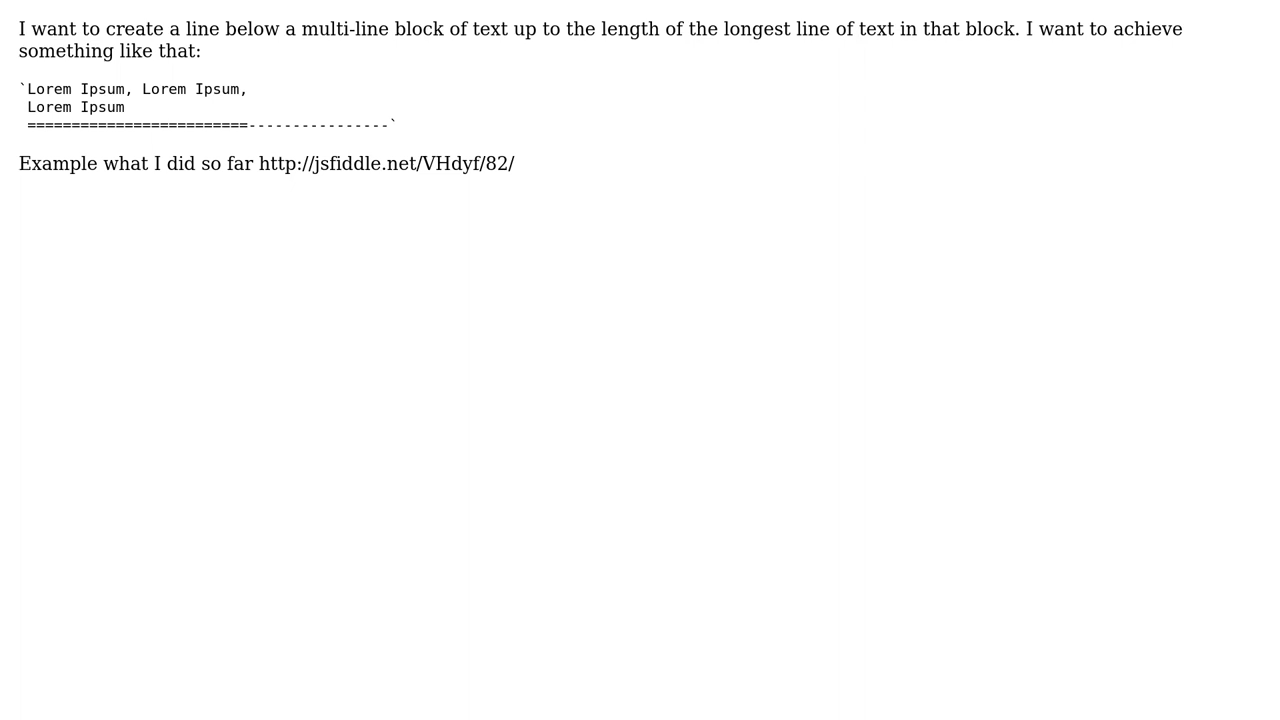 I want to create a line below a multi-line block of text up to the length of the longest line of text in that block. I want to achieve
something like that:
`Lorem Ipsum, Lorem Ipsum,
 Lorem Ipsum
 =========================----------------`
Example what I did so far http://jsfiddle.net/VHdyf/82/